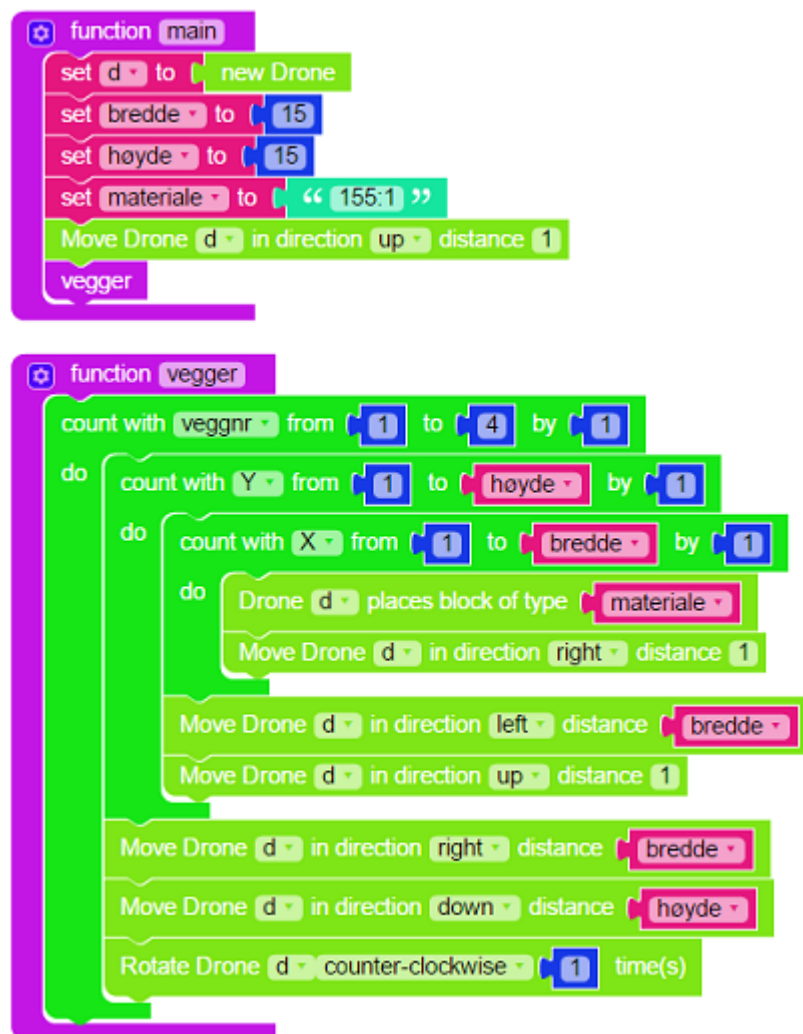 function main
set d to new Drone
set bredde to 15
set høyde to 15
set materiale to “ 155:1 ”
Move Drone d in direction up distance 1
vegger
function vegger
count with veggnr from 1 to 4 by 1
do count with Y from 1 to høyde by 1
do count with X from 1 to bredde by 1
do Drone d places block of type materiale
Move Drone d in direction right distance 1
Move Drone d in direction left distance bredde
Move Drone d in direction up distance 1
Move Drone d in direction right distance bredde
Move Drone d in direction down distance høyde
Rotate Drone d counter-clockwise 1 time(s)